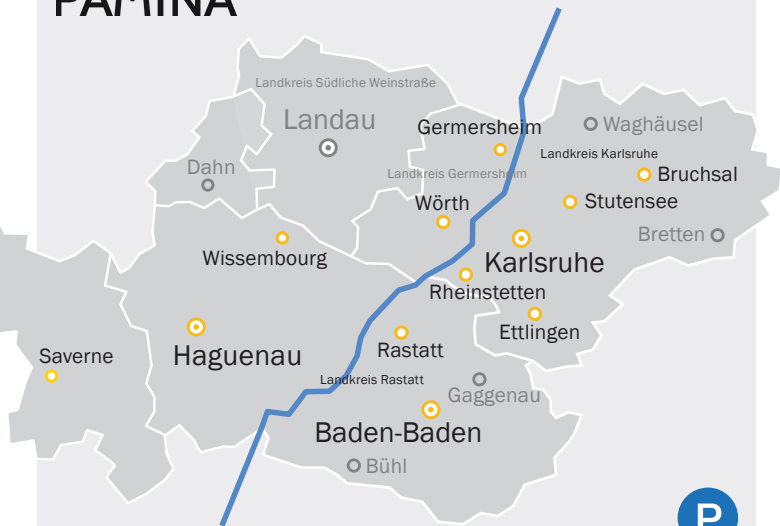 PAMINA
Landkreis Südliche Weinstraße
Landau
Germersheim
Waghäusel
Landkreis Karlsruhe
Dahn
Landkreis Germersheim
Bruchsal
Wörth
Stutensee
Bretten
Wissembourg
Karlsruhe
Rheinstetten
Ettlingen
Saverne
Haguenau
Rastatt
Landkreis Rastatt
Gaggenau
Baden-Baden
Bühl
P